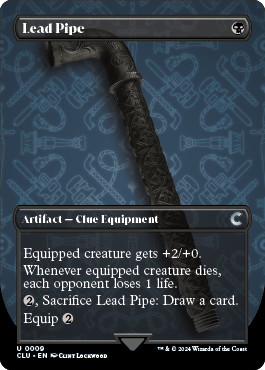 Lead Pipe
Artifact — Clue Equipment
Equipped creature gets +2/+0.
Whenever equipped creature dies,
each opponent loses 1 life.
2, Sacrifice Lead Pipe: Draw a card.
Equip 2
U 0009
CLU • EN Clint Lockwood
™ & © 2024 Wizards of the Coast